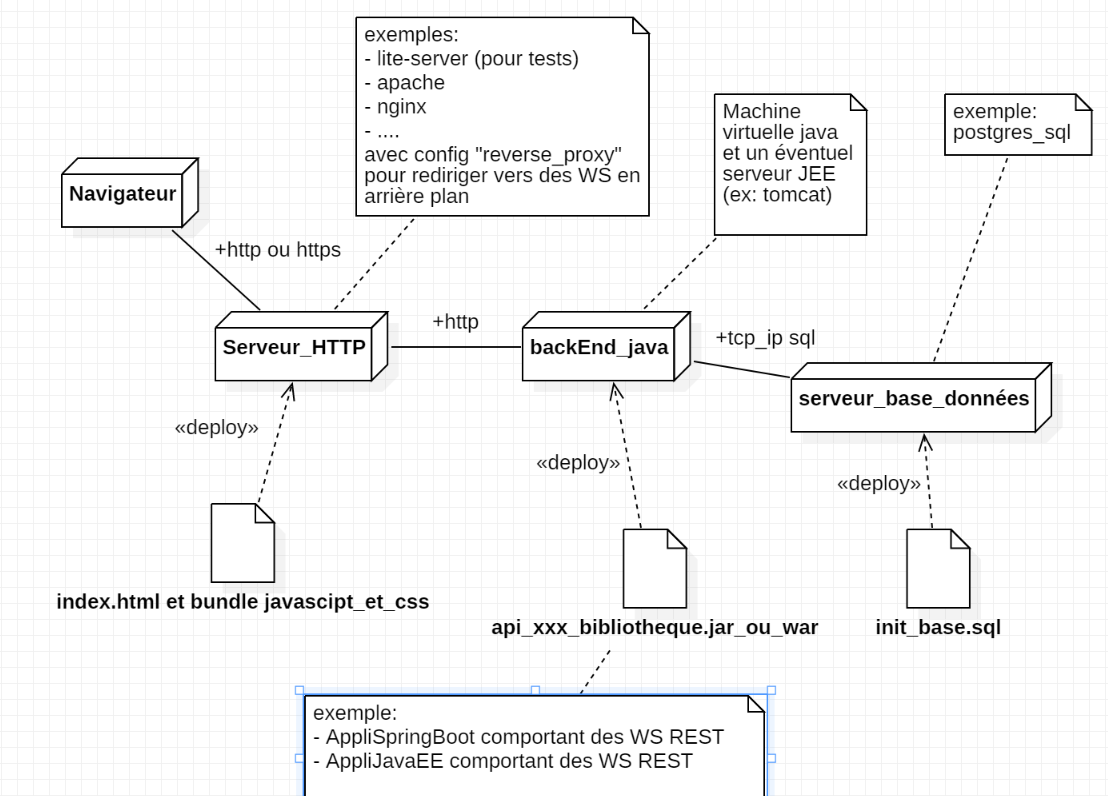 exemples:
- lite-server (pour tests)
- apache
- nginx
- ....
avec config "reverse_proxy"
pour rediriger vers des WS en
arrière plan
Machine
virtuelle java
et un éventuel
serveur JEE
(ex: tomcat)
exemple:
postgres_sql
Navigateur
+http ou https
Serveur_HTTP
+http
backEnd_java
+tcp_ip sql
serveur_base_données
«deploy»
«deploy»
«deploy»
index.html et bundle javascipt_et_css
api_xxx_bibliotheque.jar_ou_war
init_base.sql
exemple:
- AppliSpringBoot comportant des WS REST
- AppliJavaEE comportant des WS REST